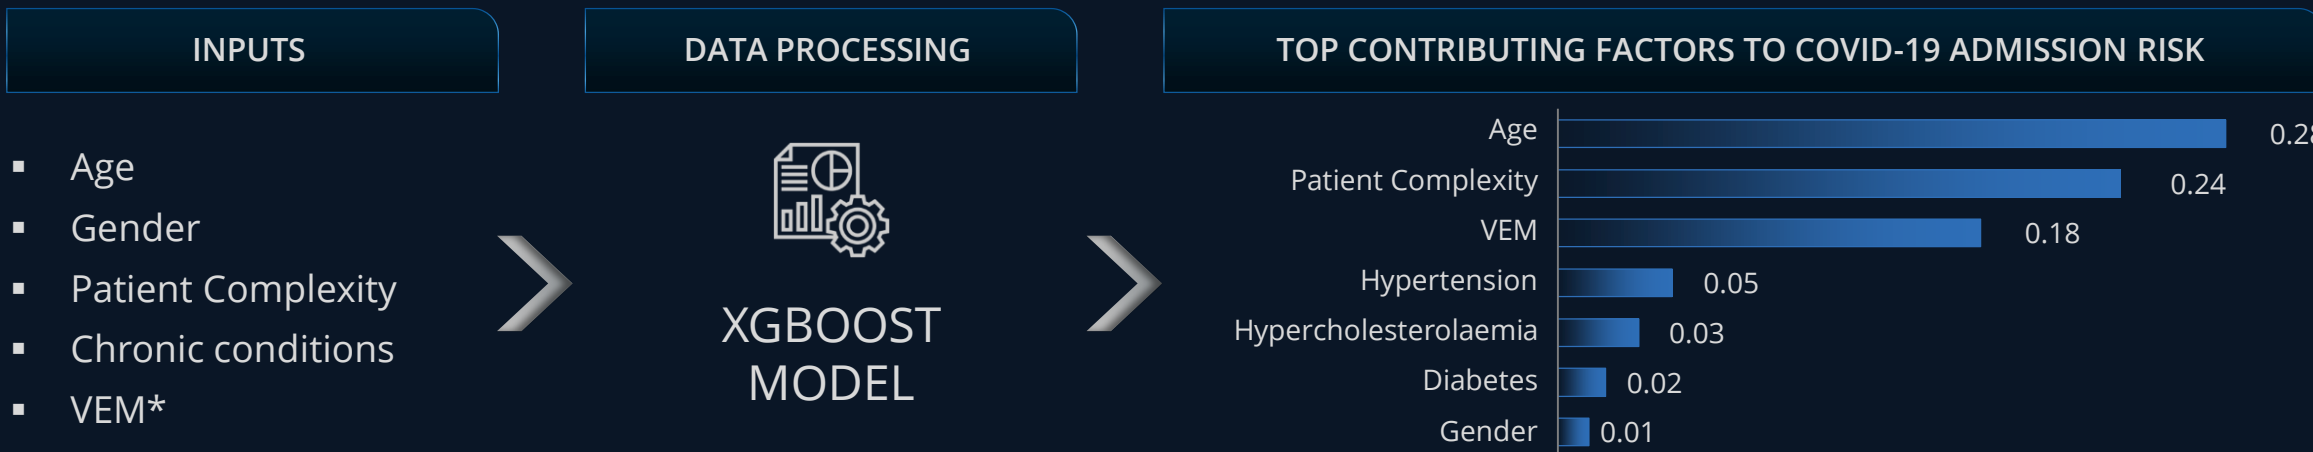 INPUTS
DATA PROCESSING
TOP CONTRIBUTING FACTORS TO COVID-19 ADMISSION RISK
▪ Age
▪ Gender
▪ Patient Complexity
▪ Chronic conditions
▪ VEM*
XGBOOST
MODEL
Age 0.28
Patient Complexity 0.24
VEM 0.18
Hypertension 0.05
Hypercholesterolaemia 0.03
Diabetes 0.02
Gender 0.01